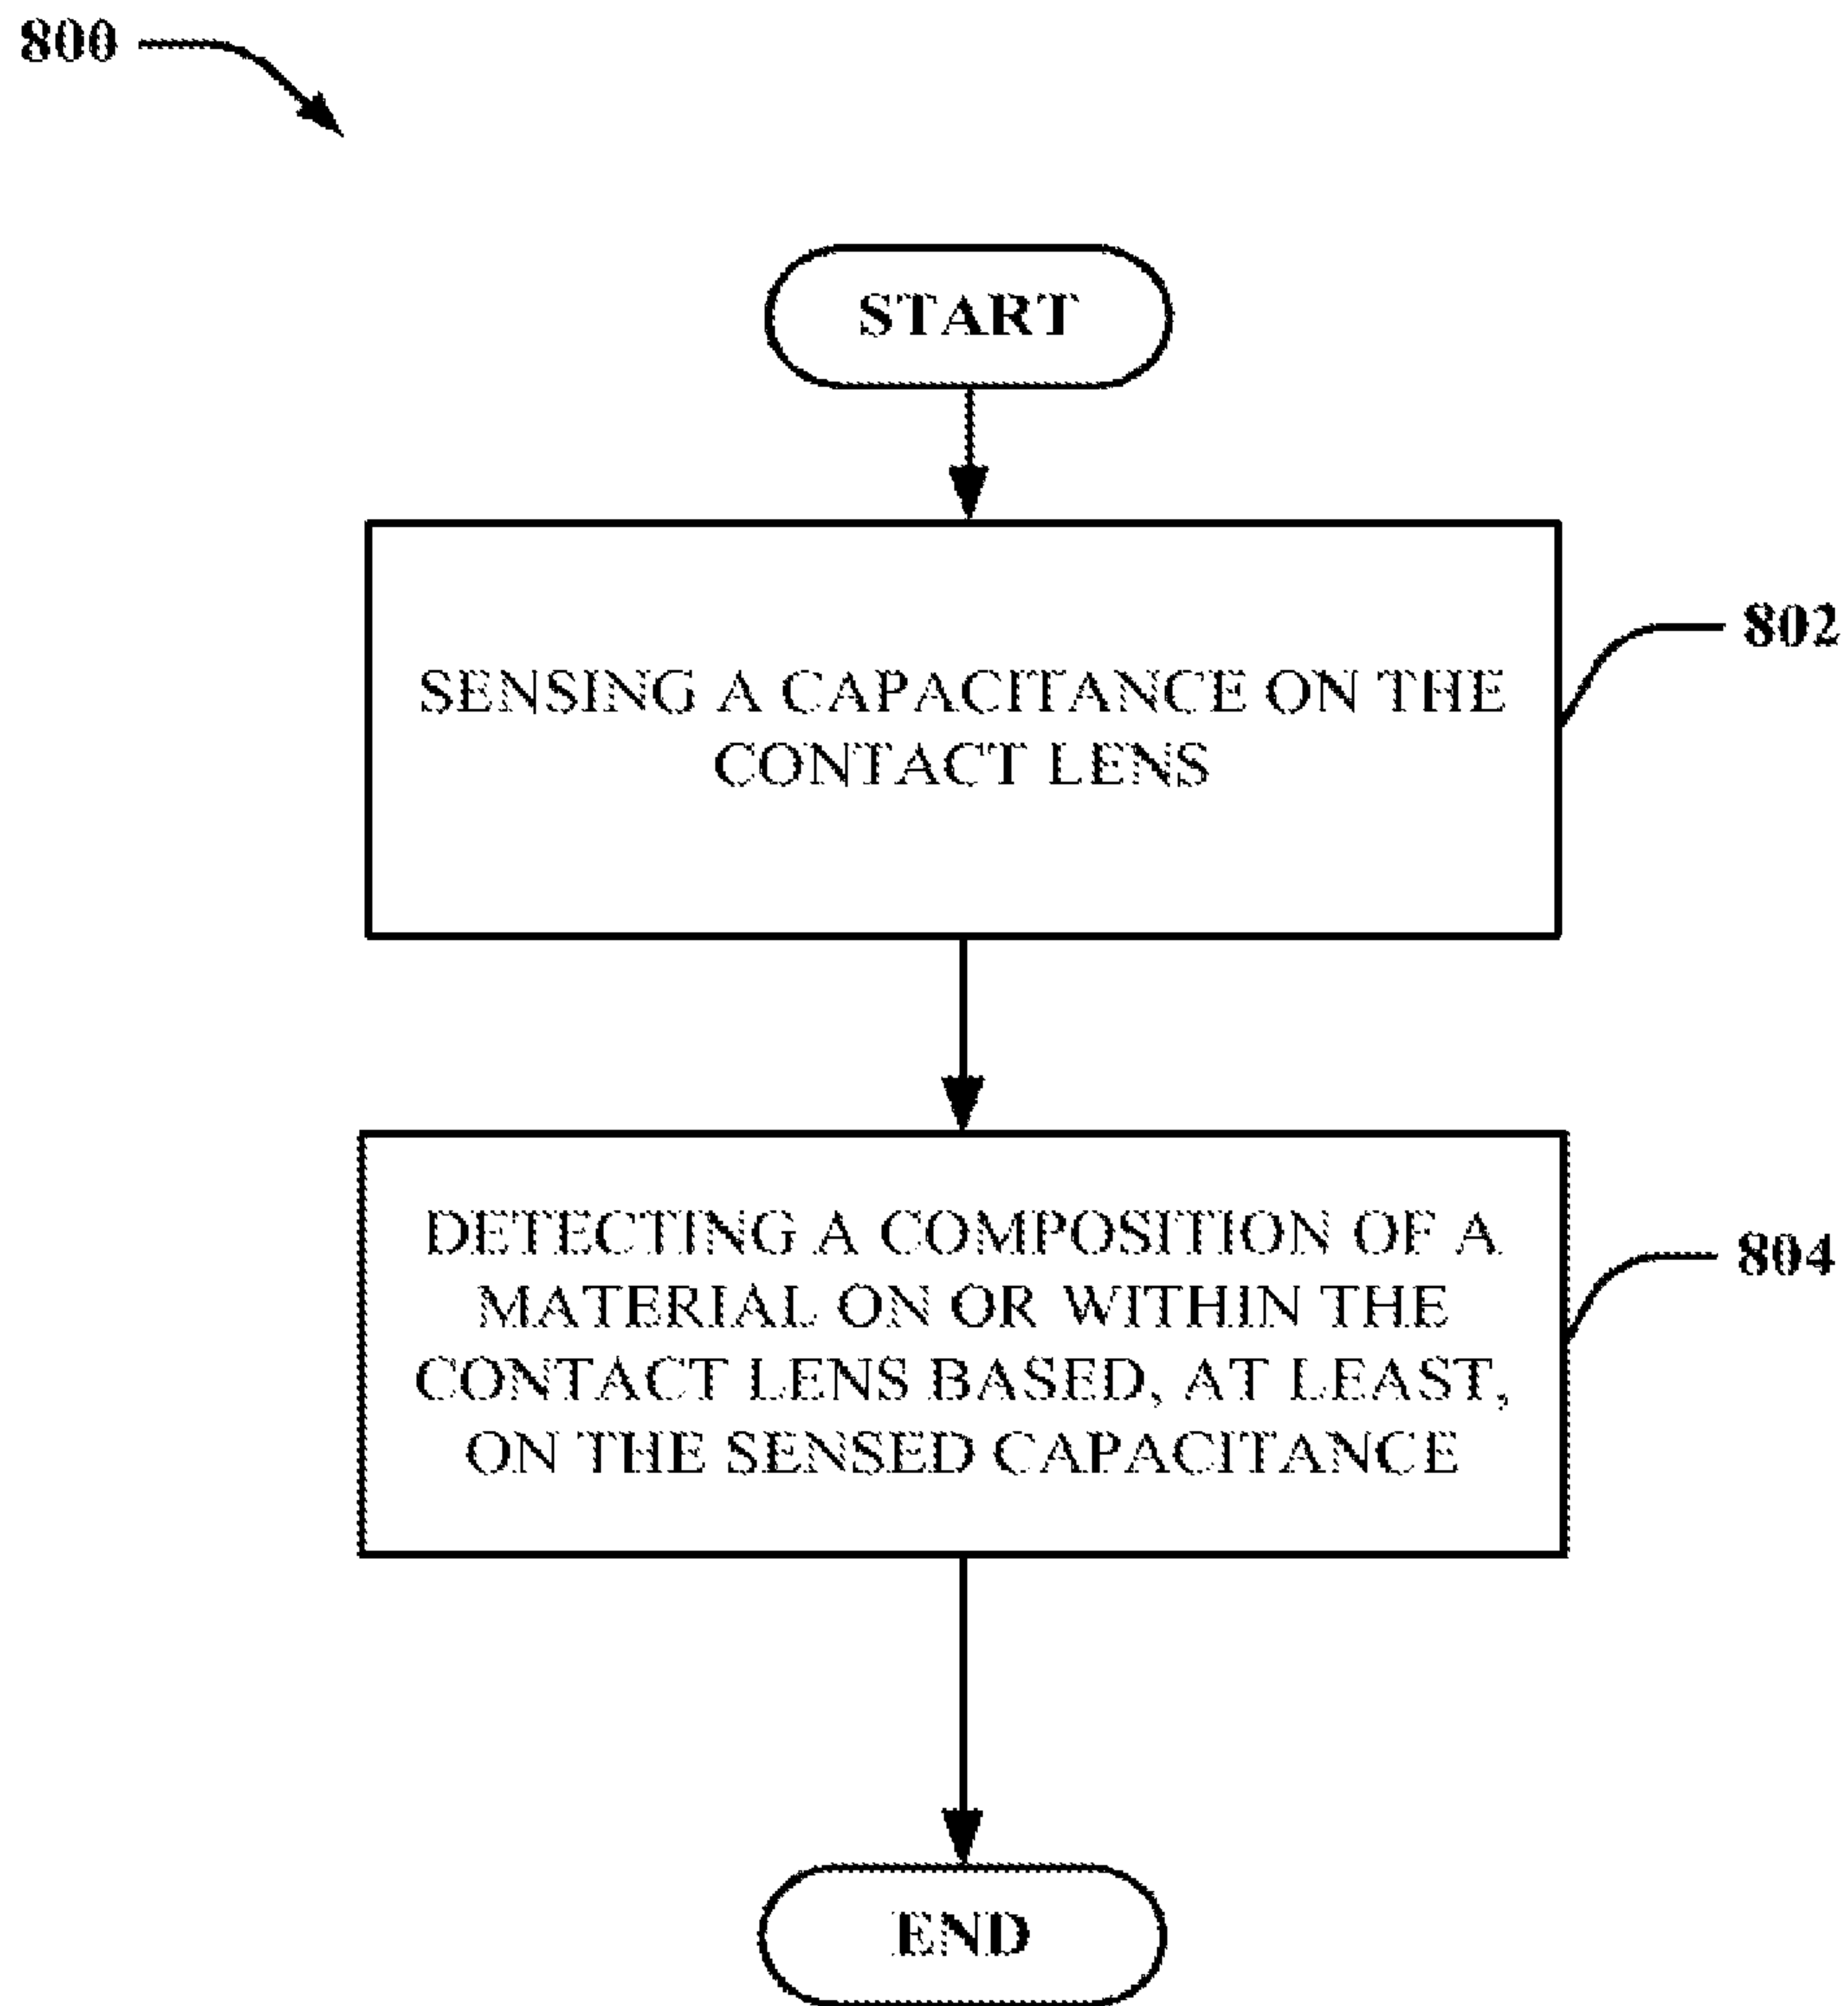 800
START
SENSING A CAPACITANCE ON THE
CONTACT LENS
802
DETECTING A COMPOSITION OF A
MATERIAL ON OR WITHIN THE
CONTACT LENS BASED, AT LEAST,
ON THE SENSED CAPACITANCE
804
END